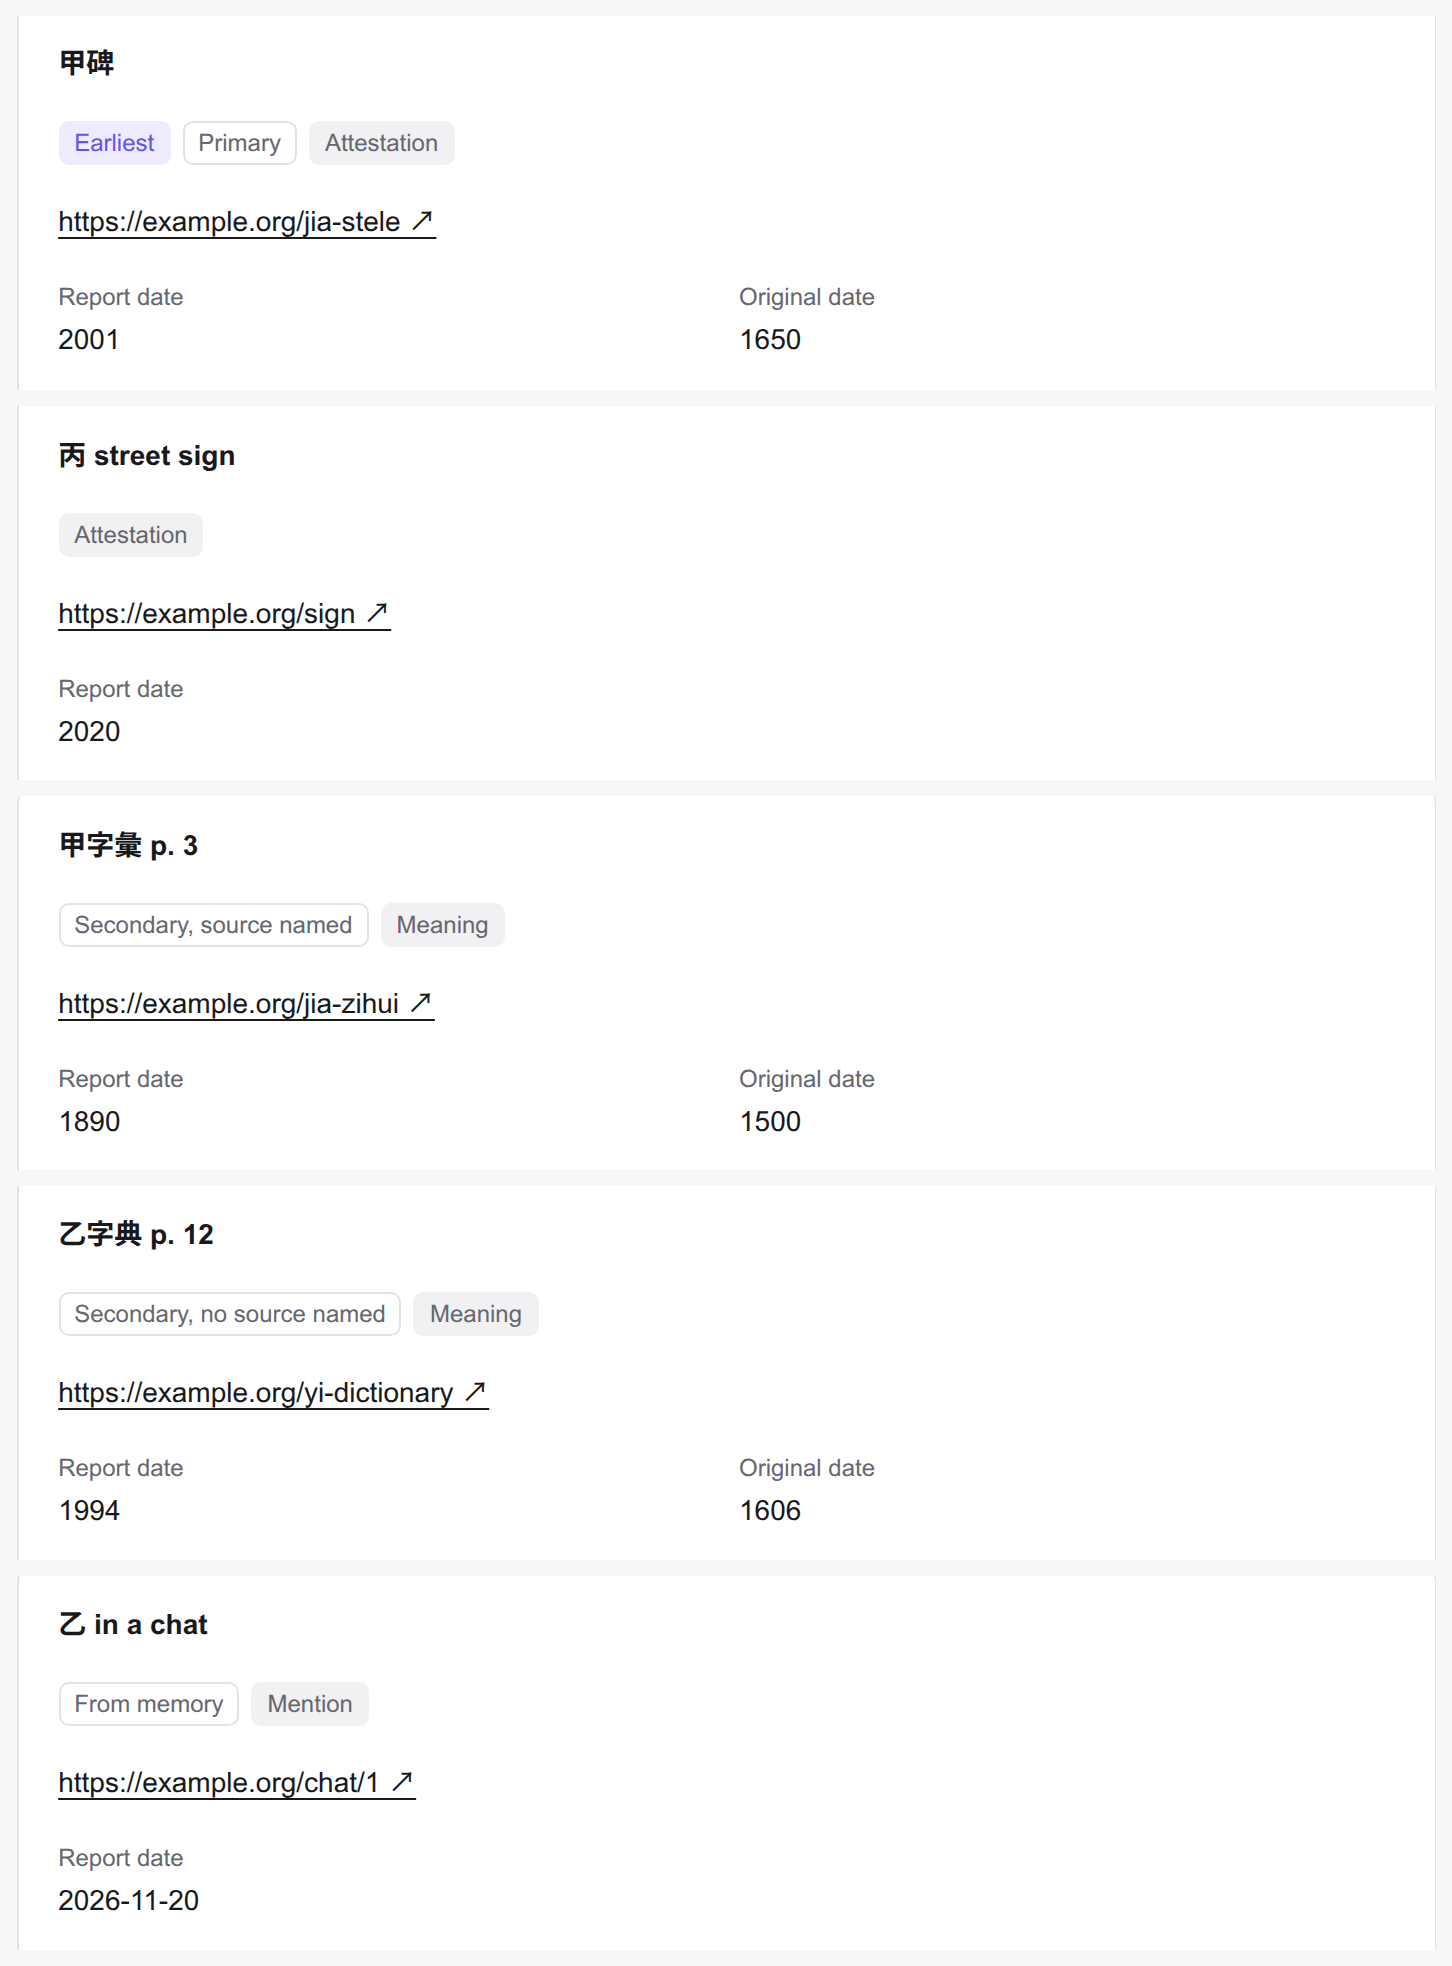 甲碑
Earliest Primary Attestation
https://example.org/jia-stele ↗
Report date Original date
2001 1650
丙 street sign
Attestation
https://example.org/sign ↗
Report date
2020
甲字彙 p. 3
Secondary, source named Meaning
https://example.org/jia-zihui ↗
Report date Original date
1890 1500
乙字典 p. 12
Secondary, no source named Meaning
https://example.org/yi-dictionary ↗
Report date Original date
1994 1606
乙 in a chat
From memory Mention
https://example.org/chat/1 ↗
Report date
2026-11-20